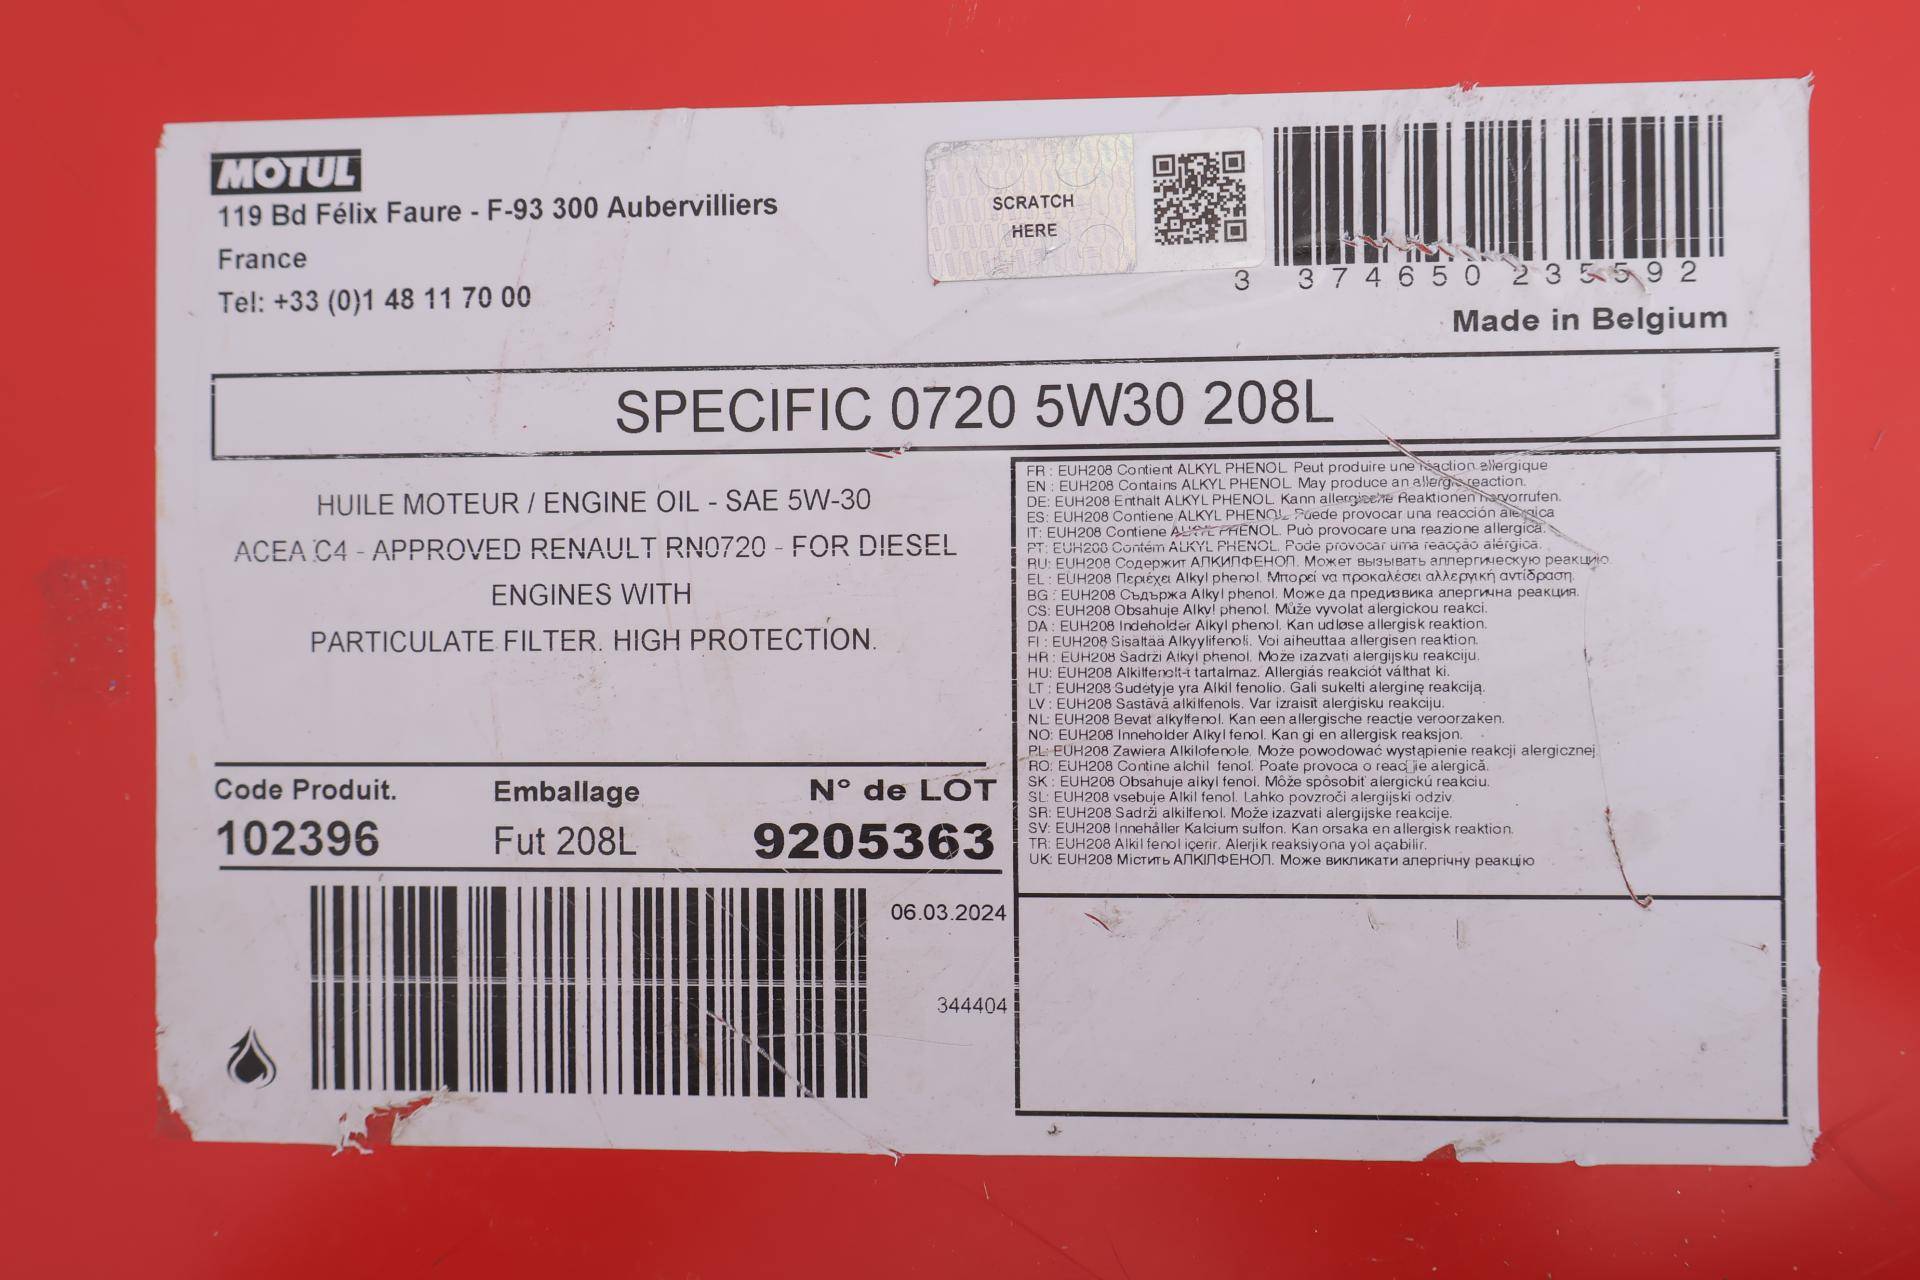 MOTUL
119 Bd Félix Faure - F-93 300 Aubervilliers
France
Tel: +33 (0)1 48 11 70 00
SCRATCH
HERE
3 374650 235592
Made in Belgium
SPECIFIC 0720 5W30 208L
HUILE MOTEUR / ENGINE OIL - SAE 5W-30
ACEA C4 - APPROVED RENAULT RN0720 - FOR DIESEL
ENGINES WITH
PARTICULATE FILTER. HIGH PROTECTION.
Code Produit. Emballage N° de LOT
102396 Fut 208L 9205363
06.03.2024
344404
FR : EUH208 Contient ALKYL PHENOL. Peut produire une réaction allergique
EN : EUH208 Contains ALKYL PHENOL. May produce an allergic reaction.
DE: EUH208 Enthält ALKYL PHENOL. Kann allergische Reaktionen
ES: EUH208 Contiene ALKYL PHENOL. Puede provocar una reacción alérgica
IT: EUH208 Contiene ALKYL PHENOL. Può provocare una reazione allergica.
PT: EUH208 Contém ALKYL PHENOL. Pode provocar uma reacção alérgica.
RU: EUH208 Содержит АЛКИЛФЕНОЛ. Может вызывать аллергическую реакцию
EL : EUH208 Περιέχει Alkyl phenol. Μπορεί να προκαλέσει αλλεργική αντίδραση.
BG : EUH208 Съдържа Alkyl phenol. Може да предизвика алергична реакция.
CS: EUH208 Obsahuje Alkyl phenol. Může vyvolat alergickou reakci.
DA : EUH208 Indeholder Alkyl phenol. Kan udløse allergisk reaktion.
FI : EUH208 Sisältää Alkyylifenoli. Voi aiheuttaa allergisen reaktion.
HR : EUH208 Sadrži Alkyl phenol. Može izazvati alergijsku reakciju.
HU: EUH208 Alkilfenolt-t tartalmaz. Allergiás reakciót válthat ki.
LT : EUH208 Sudėtyje yra Alkil fenolio. Gali sukelti alerginę reakciją.
LV : EUH208 Sastāvā alkilfenols. Var izraisīt alerģisku reakciju.
NL: EUH208 Bevat alkylfenol. Kan een allergische reactie veroorzaken.
NO: EUH208 Inneholder Alkyl fenol. Kan gi en allergisk reaksjon.
PL: EUH208 Zawiera Alkilofenole. Może powodować wystąpienie reakcji alergicznej.
RO: EUH208 Contine alchil fenol. Poate provoca o reac□ie alergică.
SK : EUH208 Obsahuje alkyl fenol. Môže spôsobiť alergickú reakciu.
SL: EUH208 vsebuje Alkil fenol. Lahko povzroči alergijski odziv.
SR: EUH208 Sadrži alkilfenol. Može izazvati alergijske rekcije.
SV: EUH208 Innehåller Kalcium sulfon. Kan orsaka en allergisk reaktion.
TR: EUH208 Alkil fenol içerir. Alerjik reaksiyona yol açabilir.
UK: EUH208 Містить АЛКІЛФЕНОЛ. Може викликати алергічну реакцію